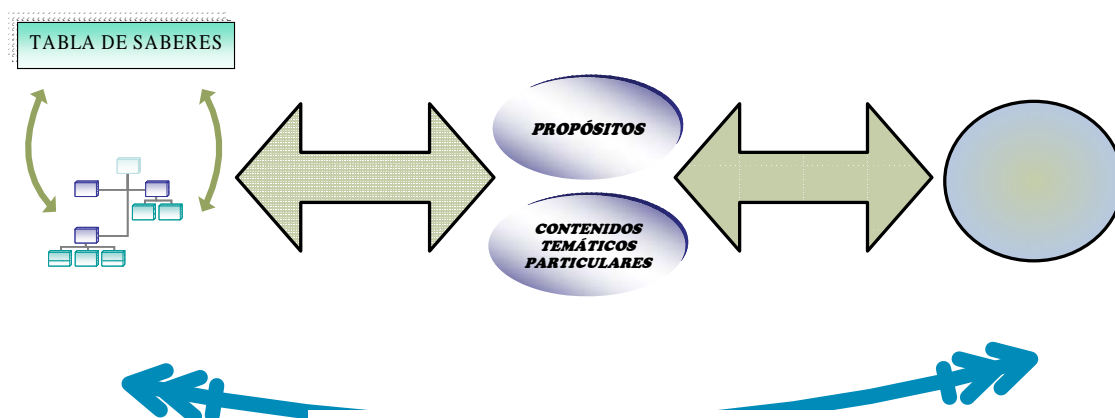 TABLA DE SABERES
PROPÓSITOS
CONTENIDOS
TEMÁTICOS
PARTICULARES